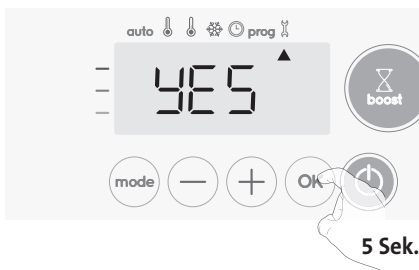 auto prog
YES
boost
mode — + OK
5 Sek.